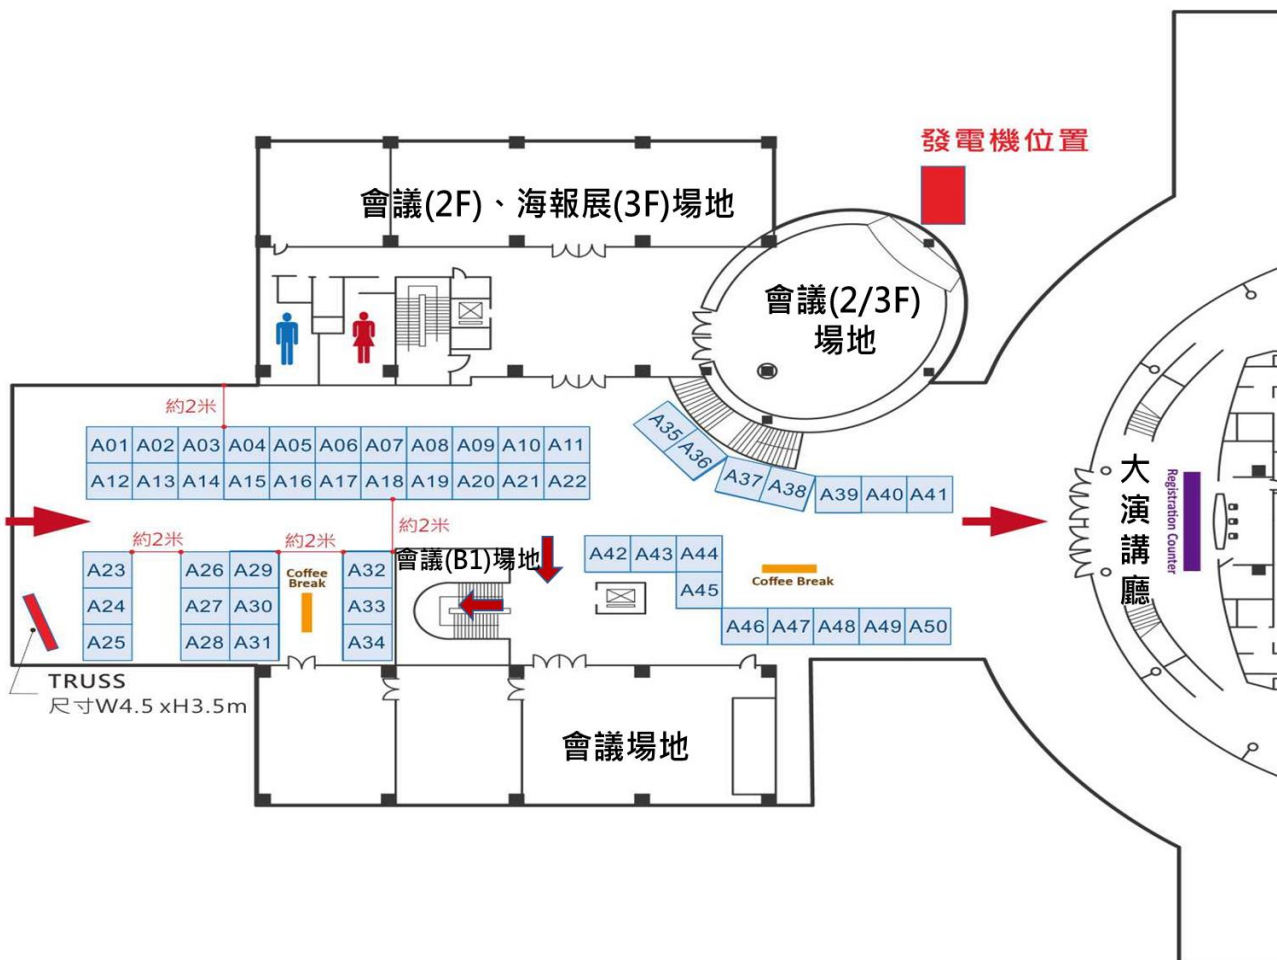 發電機位置
會議(2F)、海報展(3F)場地
會議(2/3F)
場地
約2米
A01 A02 A03 A04 A05 A06 A07 A08 A09 A10 A11
A12 A13 A14 A15 A16 A17 A18 A19 A20 A21 A22
A35 A36 A37 A38 A39 A40 A41
大演講廳
Registration Counter
約2米
約2米
約2米
會議(B1)場地
A23 A26 A29 A32
A24 A27 A30 A33
A25 A28 A31 A34
Coffee
Break
A42 A43 A44
A45
Coffee Break
A46 A47 A48 A49 A50
TRUSS
尺寸W4.5 xH3.5m
會議場地